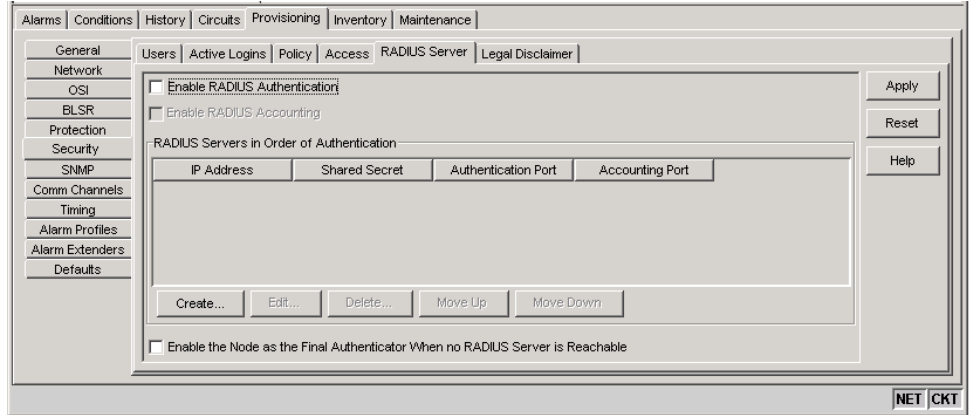 Alarms Conditions History Circuits Provisioning Inventory Maintenance
General
Network
OSI
BLSR
Protection
Security
SNMP
Comm Channels
Timing
Alarm Profiles
Alarm Extenders
Defaults
Users Active Logins Policy Access RADIUS Server Legal Disclaimer
Enable RADIUS Authentication
Enable RADIUS Accounting
RADIUS Servers in Order of Authentication
IP Address Shared Secret Authentication Port Accounting Port
Create... Edit... Delete... Move Up Move Down
Enable the Node as the Final Authenticator When no RADIUS Server is Reachable
Apply
Reset
Help
NET CKT